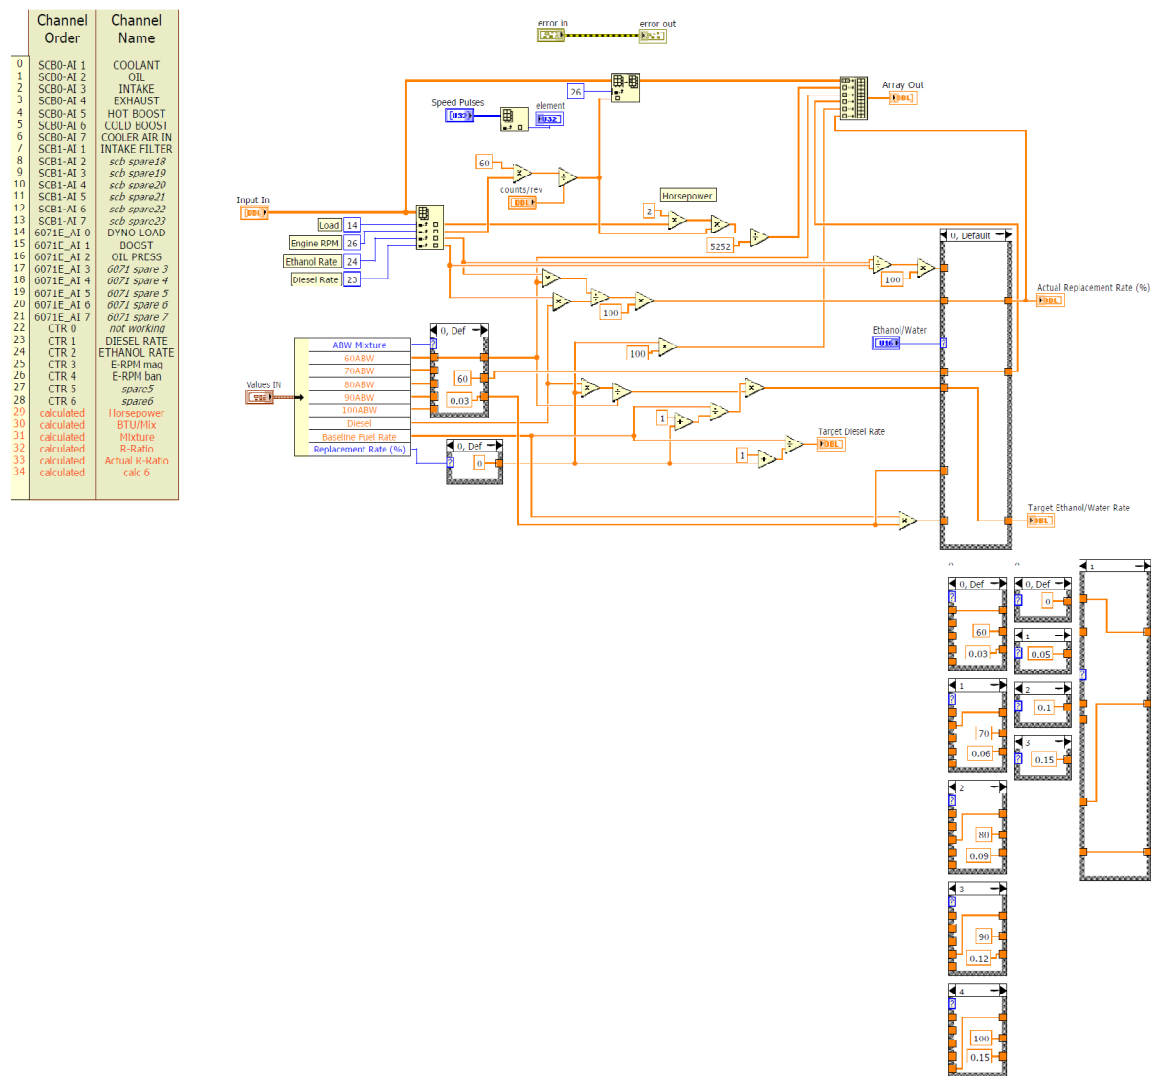 Channel Order Channel Name
0 SCB0-AI 1 COOLANT
1 SCB0-AI 2 OIL
2 SCB0-AI 3 INTAKE
3 SCB0-AI 4 EXHAUST
4 SCB0-AI 5 HOT BOOST
5 SCB0-AI 6 COLD BOOST
6 SCB0-AI 7 COOLER AIR IN
7 SCB1-AI 1 INTAKE FILTER
8 SCB1-AI 2 scb spare18
9 SCB1-AI 3 scb spare19
10 SCB1-AI 4 scb spare20
11 SCB1-AI 5 scb spare21
12 SCB1-AI 6 scb spare22
13 SCB1-AI 7 scb spare23
14 6071E_AI 0 DYNO LOAD
15 6071E_AI 1 BOOST
16 6071E_AI 2 OIL PRESS
17 6071E_AI 3 6071 spare 3
18 6071E_AI 4 6071 spare 4
19 6071E_AI 5 6071 spare 5
20 6071E_AI 6 6071 spare 6
21 6071E_AI 7 6071 spare 7
22 CTR 0 not working
23 CTR 1 DIESEL RATE
24 CTR 2 ETHANOL RATE
25 CTR 3 E-RPM mag
26 CTR 4 E-RPM ban
27 CTR 5 spare5
28 CTR 6 spare6
29 calculated Horsepower
30 calculated BTU/Mix
31 calculated Mixture
32 calculated R-Ratio
33 calculated Actual R-Ratio
34 calculated calc 6
error in
error out
26
Array Out
DBL
Speed Pulses
U32
element
U32
60
counts/rev
DBL
Input In
DBL
Load 14
Engine RPM 26
Ethanol Rate 24
Diesel Rate 23
Horsepower
2
5252
0, Default
100
100
100
Actual Replacement Rate (%)
DBL
Ethanol/Water
U16
Values IN
ABW Mixture
60ABW
70ABW
80ABW
90ABW
100ABW
Diesel
Baseline Fuel Rate
Replacement Rate (%)
0, Def
?
60
0.03
0, Def
?
0
1
1
Target Diesel Rate
DBL
?
Target Ethanol/Water Rate
DBL
0, Def
?
60
0.03
1
?
70
0.06
2
?
80
0.09
3
?
90
0.12
4
?
100
0.15
0, Def
?
0
1
?
0.05
2
?
0.1
3
?
0.15
1
?